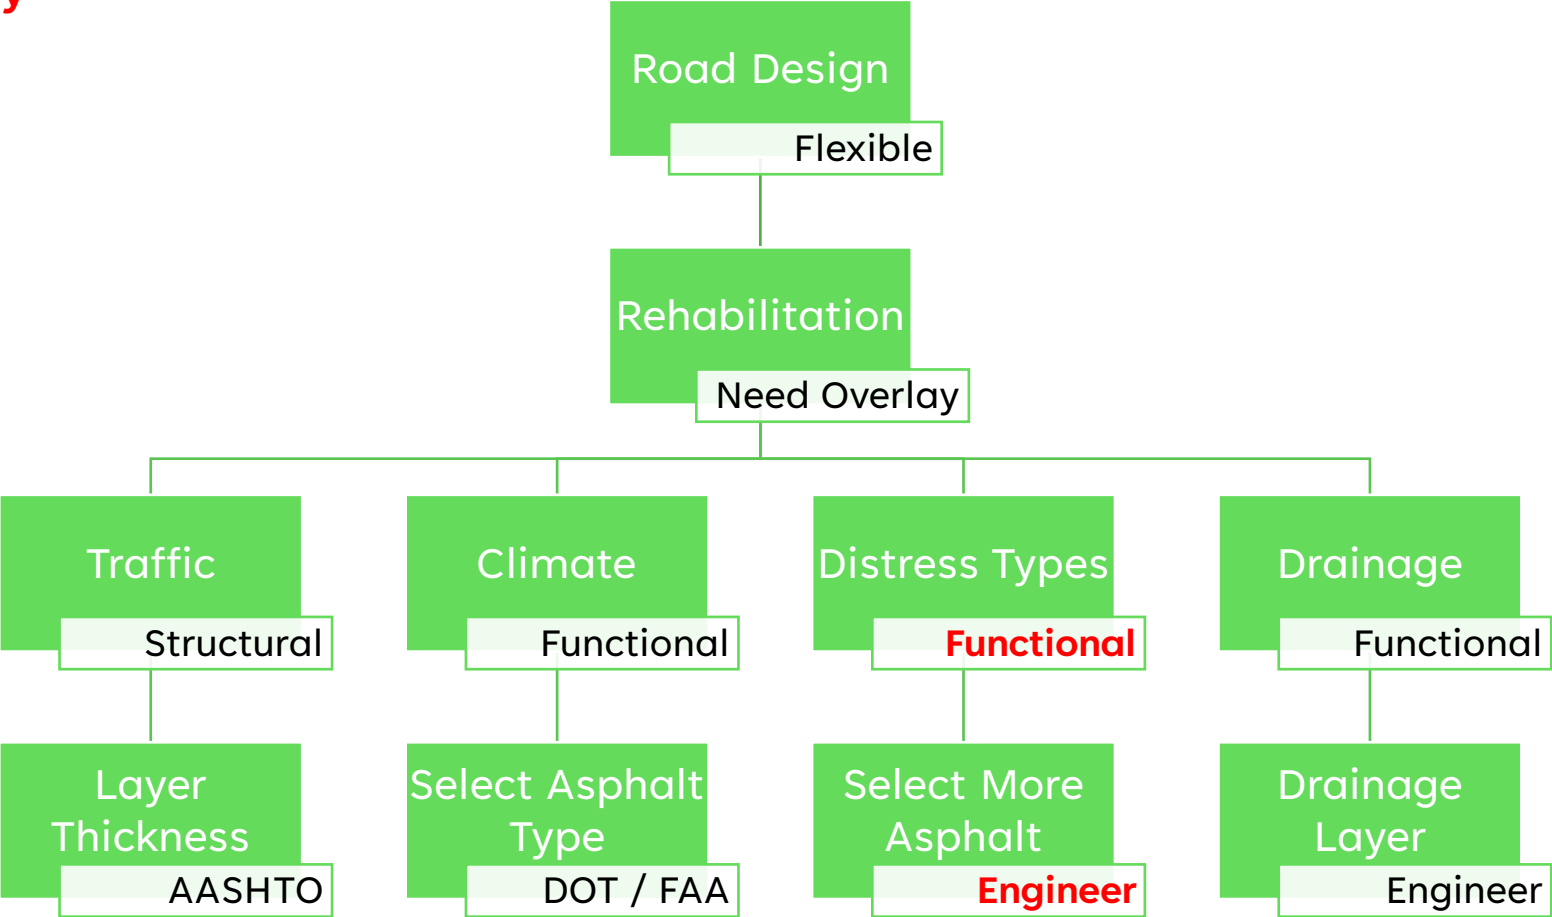 Road Design
Flexible
Rehabilitation
Need Overlay
Traffic
Structural
Climate
Functional
Distress Types
Functional
Drainage
Functional
Layer
Thickness
AASHTO
Select Asphalt
Type
DOT / FAA
Select More
Asphalt
Engineer
Drainage
Layer
Engineer